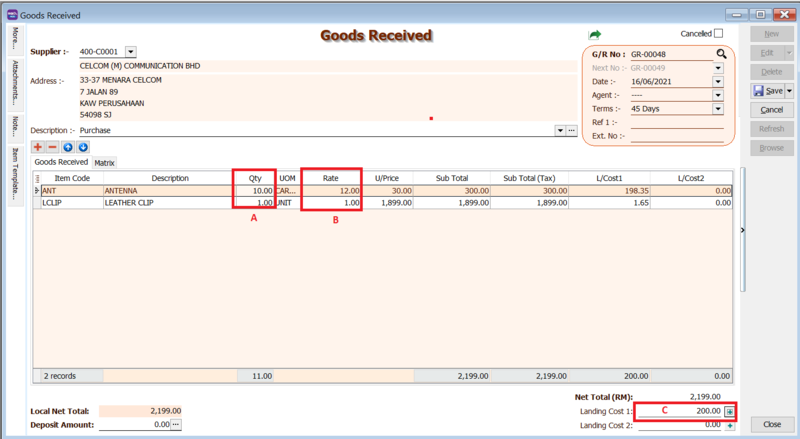 Goods Received
More...
Attachments...
Note...
Item Template...
Goods Received
Cancelled
Supplier :- 400-C0001
CELCOM (M) COMMUNICATION BHD
Address :- 33-37 MENARA CELCOM
7 JALAN 89
KAW PERUSAHAAN
54098 SJ
Description :- Purchase
G/R No : GR-00048
Next No :- GR-00049
Date :- 16/06/2021
Agent :- ----
Terms :- 45 Days
Ref 1 :-
Ext. No :-
New
Edit
Delete
Save
Cancel
Refresh
Browse
Goods Received Matrix
Item Code Description Qty UOM Rate U/Price Sub Total Sub Total (Tax) L/Cost1 L/Cost2
ANT ANTENNA 10.00 CAR... 12.00 30.00 300.00 300.00 198.35 0.00
LCLIP LEATHER CLIP 1.00 UNIT 1.00 1,899.00 1,899.00 1,899.00 1.65 0.00
A B
2 records 11.00 2,199.00 2,199.00 200.00 0.00
Net Total (RM): 2,199.00
Local Net Total: 2,199.00
Landing Cost 1: C 200.00
Deposit Amount: 0.00 ...
Landing Cost 2: 0.00
Close